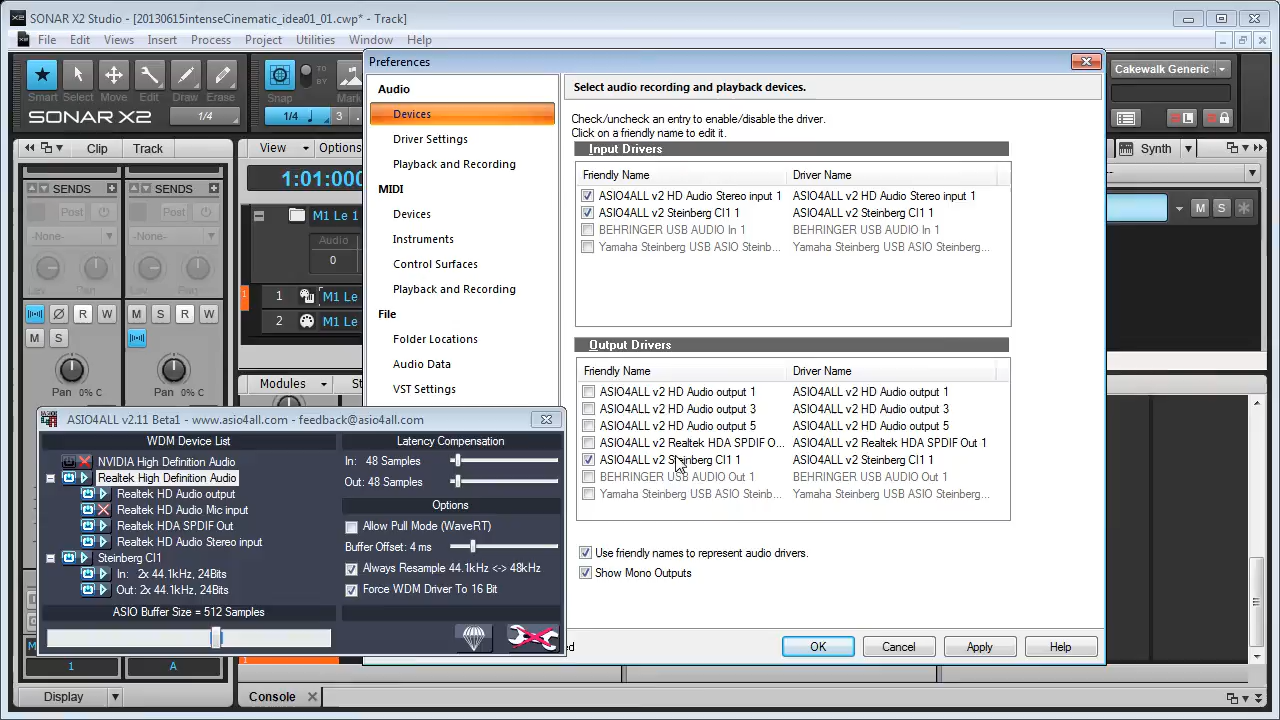 SONAR X2 Studio - [20130615intenseCinematic_idea01_01.cwp* - Track]
File Edit Views Insert Process Project Utilities Window Help
Smart Select Move Edit Draw Erase
SONAR X2 1/4
Snap
TO
BY
1/4 3
Cakewalk Generic
Clip Track
View Options
Synth
1:01:000
SENDS SENDS
Post Post
-None- -None-
Pan Pan
M1 Le 1
Audio
0
1 M1 Le
2 M1 Le
R W M S R W
M S
M S
Pan 0% C Pan 0% C
Modules
1 A
Display
Console
Preferences
Audio
Devices
Driver Settings
Playback and Recording
MIDI
Devices
Instruments
Control Surfaces
Playback and Recording
File
Folder Locations
Audio Data
VST Settings
Select audio recording and playback devices.
Check/uncheck an entry to enable/disable the driver.
Click on a friendly name to edit it.
Input Drivers
Friendly Name Driver Name
ASIO4ALL v2 HD Audio Stereo input 1 ASIO4ALL v2 HD Audio Stereo input 1
ASIO4ALL v2 Steinberg CI1 1 ASIO4ALL v2 Steinberg CI1 1
BEHRINGER USB AUDIO In 1 BEHRINGER USB AUDIO In 1
Yamaha Steinberg USB ASIO Steinb... Yamaha Steinberg USB ASIO Steinberg...
Output Drivers
Friendly Name Driver Name
ASIO4ALL v2 HD Audio output 1 ASIO4ALL v2 HD Audio output 1
ASIO4ALL v2 HD Audio output 3 ASIO4ALL v2 HD Audio output 3
ASIO4ALL v2 HD Audio output 5 ASIO4ALL v2 HD Audio output 5
ASIO4ALL v2 Realtek HDA SPDIF O... ASIO4ALL v2 Realtek HDA SPDIF Out 1
ASIO4ALL v2 Steinberg CI1 1 ASIO4ALL v2 Steinberg CI1 1
BEHRINGER USB AUDIO Out 1 BEHRINGER USB AUDIO Out 1
Yamaha Steinberg USB ASIO Steinb... Yamaha Steinberg USB ASIO Steinberg...
Use friendly names to represent audio drivers.
Show Mono Outputs
OK Cancel Apply Help
ASIO4ALL v2.11 Beta1 - www.asio4all.com - feedback@asio4all.com
WDM Device List
NVIDIA High Definition Audio
Realtek High Definition Audio
Realtek HD Audio output
Realtek HD Audio Mic input
Realtek HDA SPDIF Out
Realtek HD Audio Stereo input
Steinberg CI1
In: 2x 44.1kHz, 24Bits
Out: 2x 44.1kHz, 24Bits
ASIO Buffer Size = 512 Samples
Latency Compensation
In: 48 Samples
Out: 48 Samples
Options
Allow Pull Mode (WaveRT)
Buffer Offset: 4 ms
Always Resample 44.1kHz <-> 48kHz
Force WDM Driver To 16 Bit